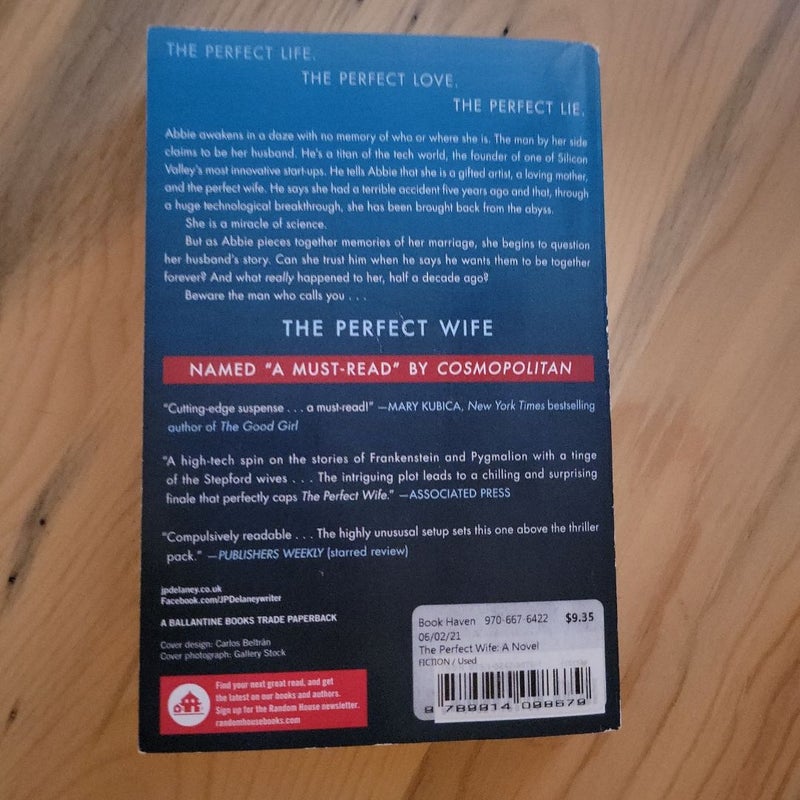 THE PERFECT LIFE.
THE PERFECT LOVE.
THE PERFECT LIE.
Abbie awakens in a daze with no memory of who or where she is. The man by her side
claims to be her husband. He's a titan of the tech world, the founder of one of Silicon
Valley's most innovative start-ups. He tells Abbie that she is a gifted artist, a loving mother,
and the perfect wife. He says she had a terrible accident five years ago and that, through
a huge technological breakthrough, she has been brought back from the abyss.
She is a miracle of science.
But as Abbie pieces together memories of her marriage, she begins to question
her husband's story. Can she trust him when he says he wants them to be together
forever? And what really happened to her, half a decade ago?
Beware the man who calls you . . .
THE PERFECT WIFE
NAMED "A MUST-READ" BY COSMOPOLITAN
"Cutting-edge suspense . . . a must-read!" —MARY KUBICA, New York Times bestselling
author of The Good Girl
"A high-tech spin on the stories of Frankenstein and Pygmalion with a tinge
of the Stepford wives . . . The intriguing plot leads to a chilling and surprising
finale that perfectly caps The Perfect Wife." —ASSOCIATED PRESS
"Compulsively readable . . . The highly unusual setup sets this one above the thriller
pack." —PUBLISHERS WEEKLY (starred review)
jpdelaney.co.uk
Facebook.com/JPDelaneywriter
A BALLANTINE BOOKS TRADE PAPERBACK
Cover design: Carlos Beltrán
Cover photograph: Gallery Stock
Find your next great read, and get
the latest on our books and authors.
Sign up for the Random House newsletter.
randomhousebooks.com
Book Haven 970-667-6422 $9.35
06/02/21
The Perfect Wife: A Novel
FICTION / Used